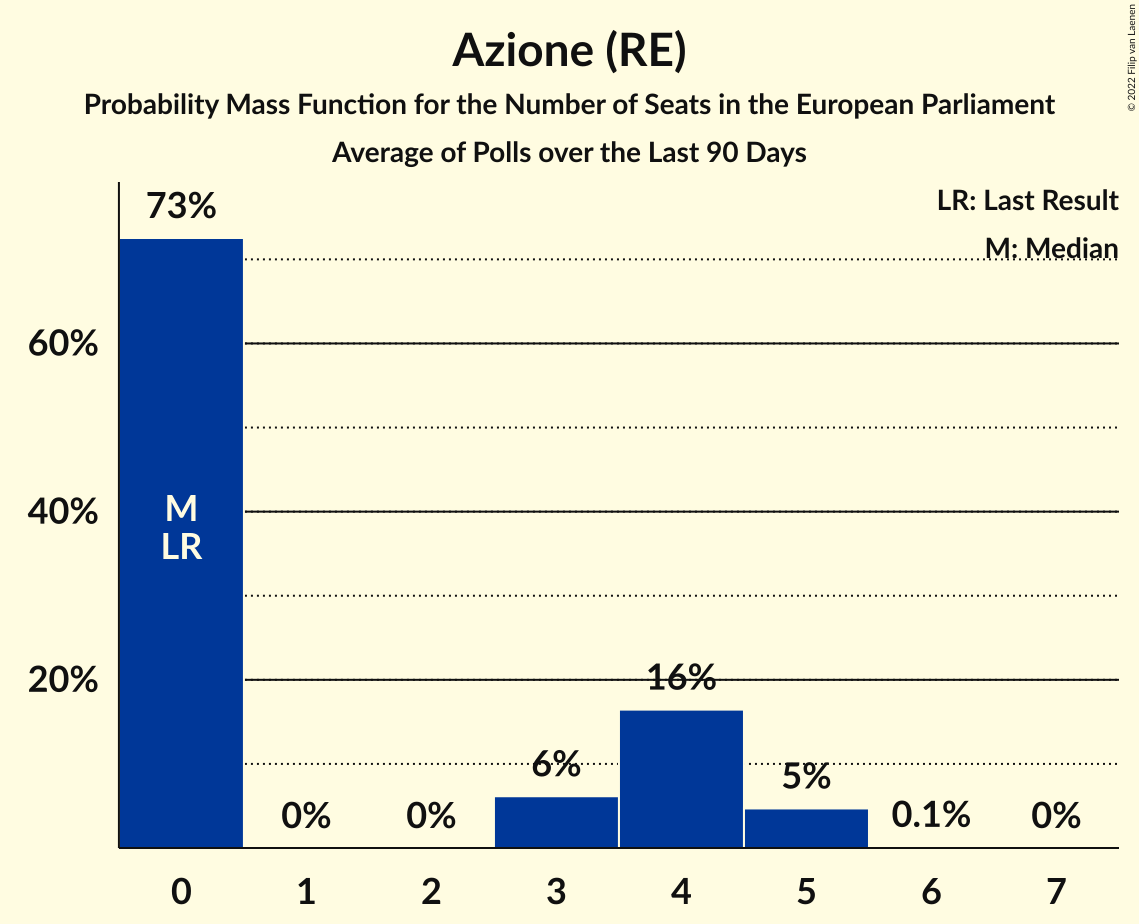 Azione (RE)
Probability Mass Function for the Number of Seats in the European Parliament
Average of Polls over the Last 90 Days
© 2022 Filip van Laenen
LR: Last Result
M: Median
73%
60%
40%
20%
M
LR
0%
0%
6%
16%
5%
0.1%
0%
0 1 2 3 4 5 6 7